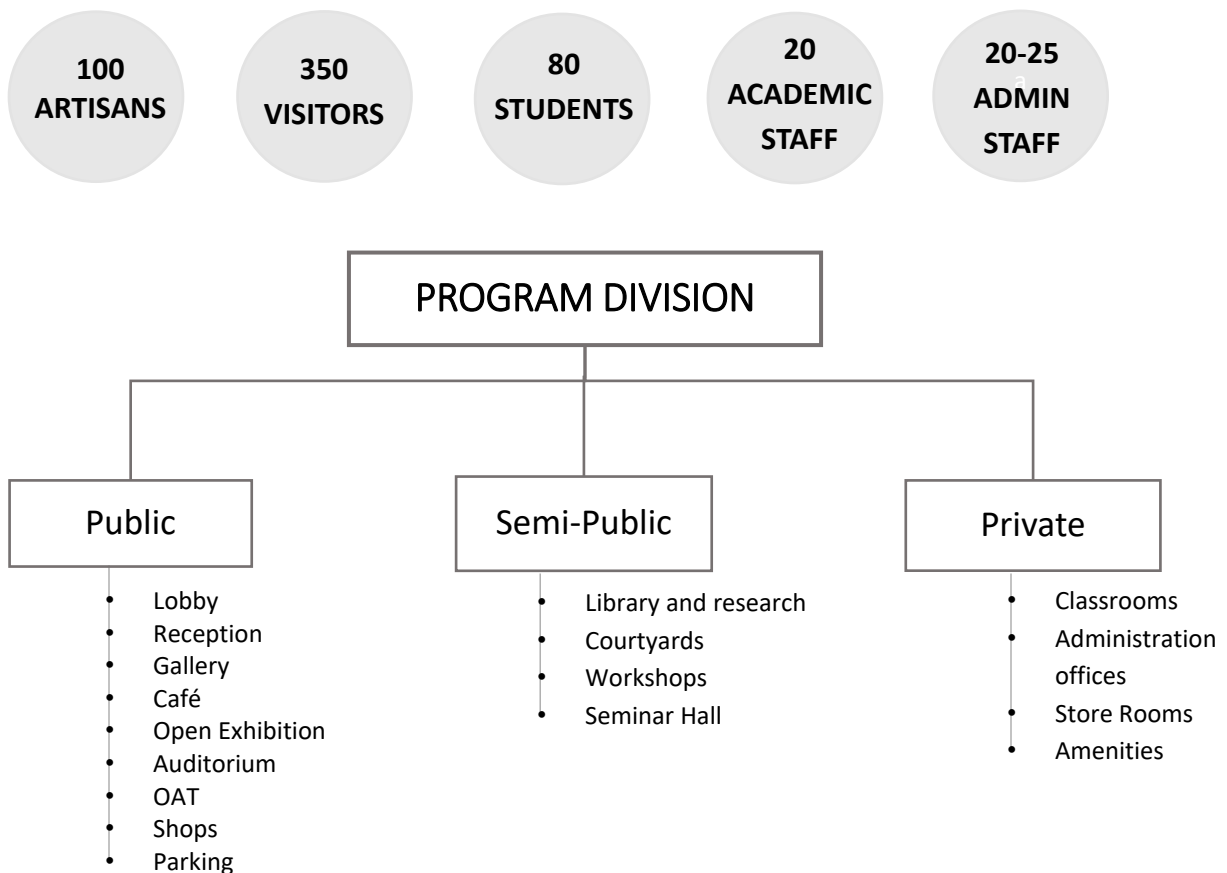 100
ARTISANS
350
VISITORS
80
STUDENTS
20
ACADEMIC
STAFF
20-25
a
ADMIN
STAFF
PROGRAM DIVISION
Public
• Lobby
• Reception
• Gallery
• Café
• Open Exhibition
• Auditorium
• OAT
• Shops
• Parking
Semi-Public
• Library and research
• Courtyards
• Workshops
• Seminar Hall
Private
• Classrooms
• Administration
offices
• Store Rooms
• Amenities